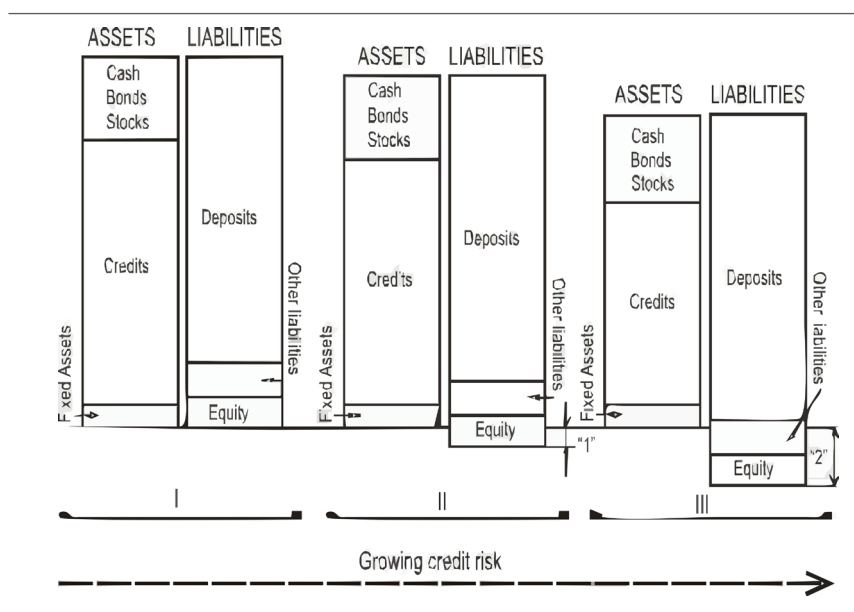 ASSETS LIABILITIES
Cash
Bonds
Stocks
Deposits
Credits
Other liabilities
Fixed Assets
Equity
ASSETS LIABILITIES
Cash
Bonds
Stocks
Deposits
Credits
Other liabilities
Fixed Assets
Equity
"1"
ASSETS LIABILITIES
Cash
Bonds
Stocks
Deposits
Credits
Other liabilities
Fixed Assets
Equity
"2"
I
II
III
Growing credit risk